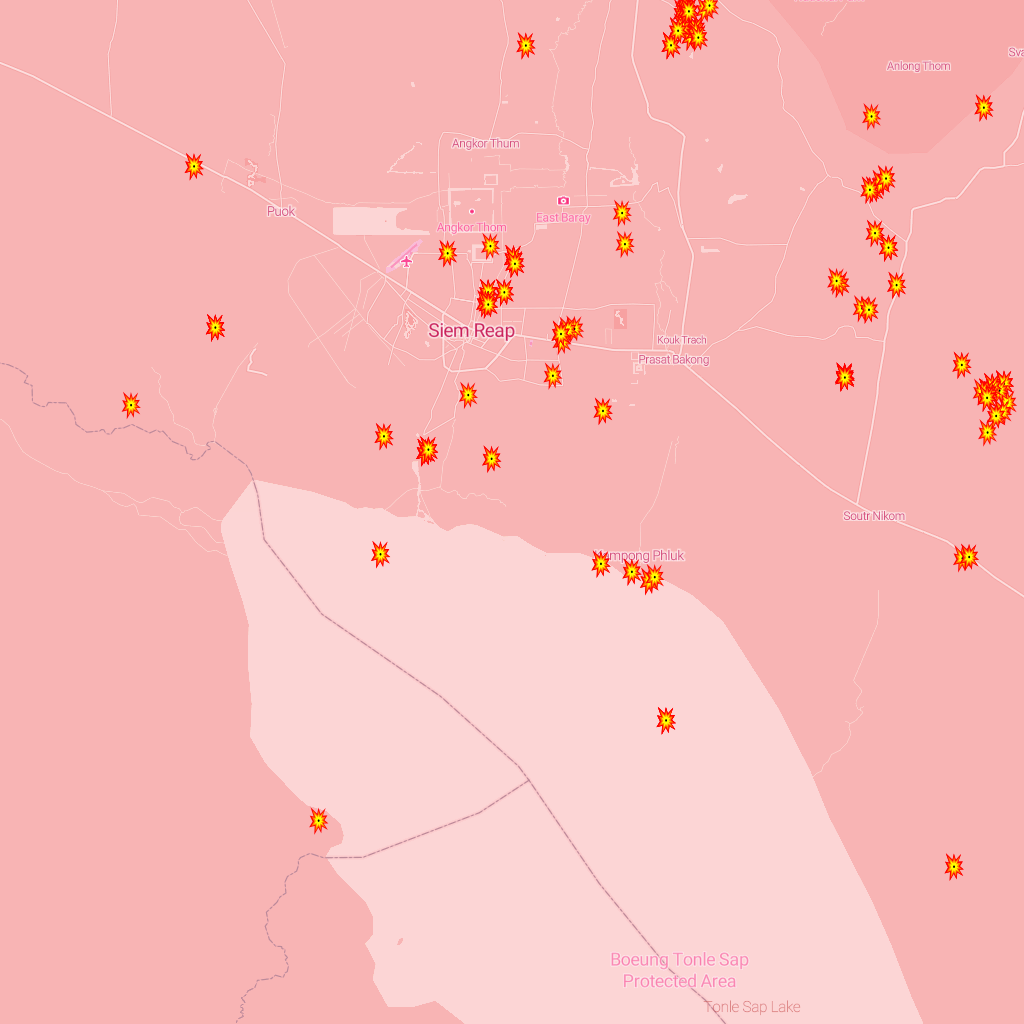 Anlong Thom
Sva
Angkor Thum
Puok
East Baray
Angkor Thom
Siem Reap
Kouk Trach
Prasat Bakong
Soutr Nikom
mpong Phluk
Boeung Tonle Sap
Protected Area
Tonle Sap Lake